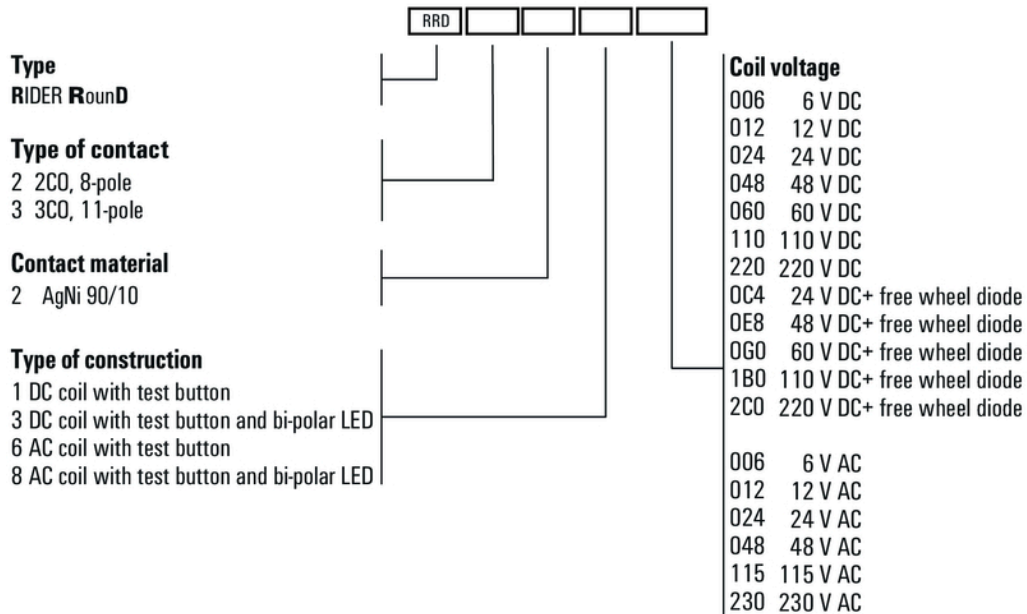 RRD
Type
RIDER RounD
Type of contact
2 2CO, 8-pole
3 3CO, 11-pole
Contact material
2 AgNi 90/10
Type of construction
1 DC coil with test button
3 DC coil with test button and bi-polar LED
6 AC coil with test button
8 AC coil with test button and bi-polar LED
Coil voltage
006 6 V DC
012 12 V DC
024 24 V DC
048 48 V DC
060 60 V DC
110 110 V DC
220 220 V DC
0C4 24 V DC+ free wheel diode
0E8 48 V DC+ free wheel diode
0G0 60 V DC+ free wheel diode
1B0 110 V DC+ free wheel diode
2C0 220 V DC+ free wheel diode
006 6 V AC
012 12 V AC
024 24 V AC
048 48 V AC
115 115 V AC
230 230 V AC